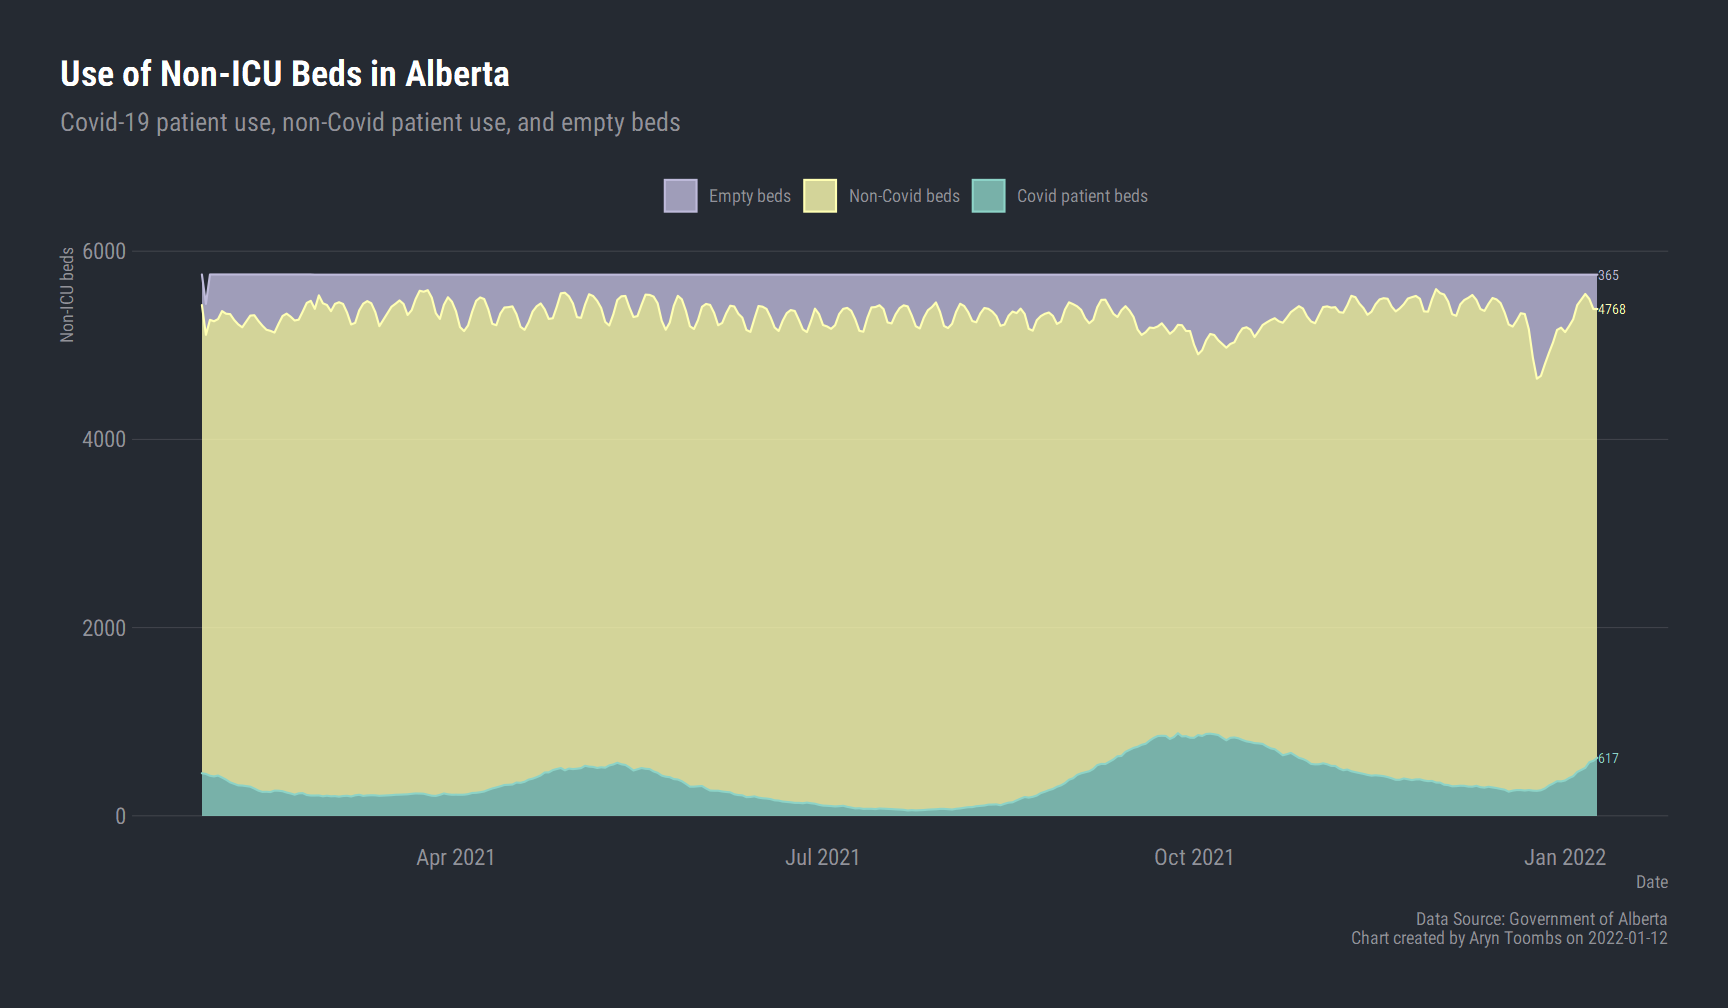 Use of Non-ICU Beds in Alberta
Covid-19 patient use, non-Covid patient use, and empty beds
Empty beds
Non-Covid beds
Covid patient beds
Non-ICU beds
6000
4000
2000
0
365
4768
617
Apr 2021
Jul 2021
Oct 2021
Jan 2022
Date
Data Source: Government of Alberta
Chart created by Aryn Toombs on 2022-01-12